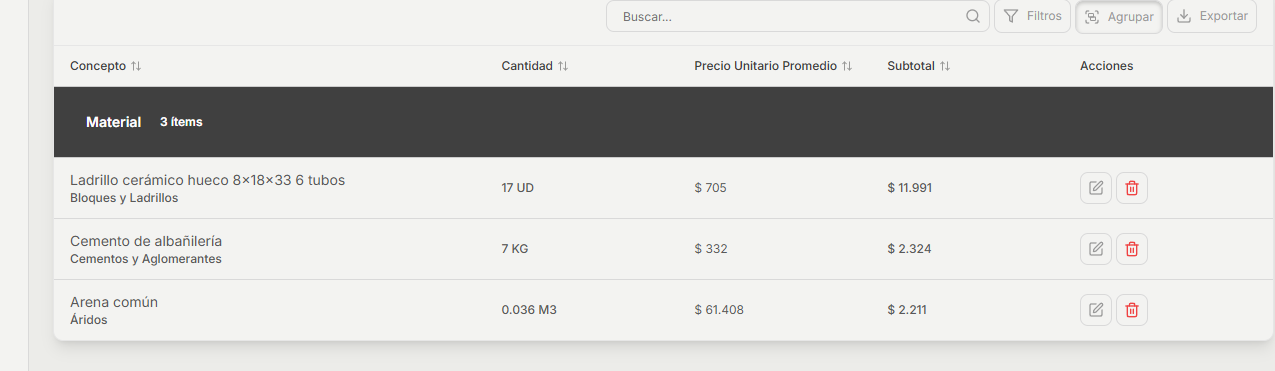 Buscar...
Filtros
Agrupar
Exportar
Concepto Cantidad Precio Unitario Promedio Subtotal Acciones
Material 3 ítems
Ladrillo cerámico hueco 8×18×33 6 tubos
Bloques y Ladrillos
17 UD $ 705 $ 11.991
Cemento de albañilería
Cementos y Aglomerantes
7 KG $ 332 $ 2.324
Arena común
Áridos
0.036 M3 $ 61.408 $ 2.211